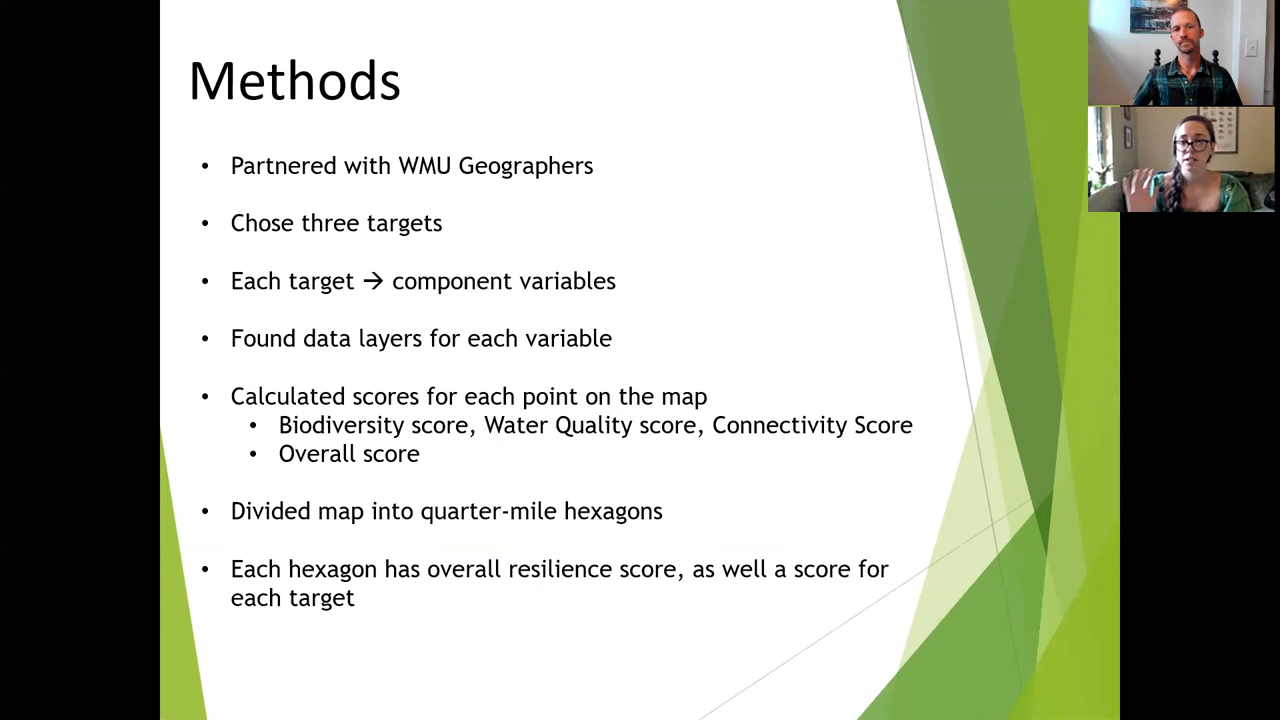 Methods
• Partnered with WMU Geographers
• Chose three targets
• Each target → component variables
• Found data layers for each variable
• Calculated scores for each point on the map
• Biodiversity score, Water Quality score, Connectivity Score
• Overall score
• Divided map into quarter-mile hexagons
• Each hexagon has overall resilience score, as well a score for
each target